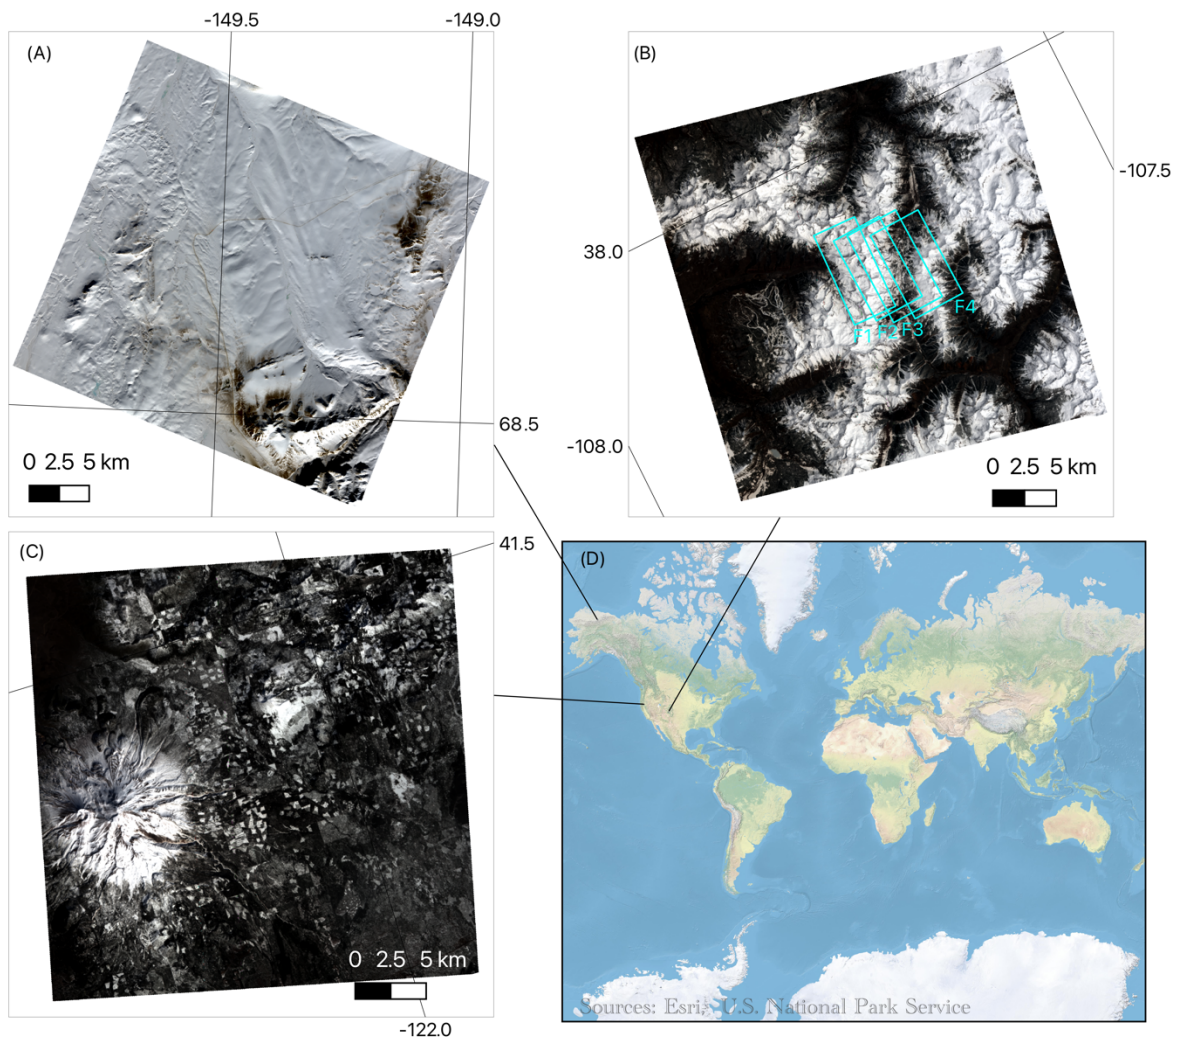 -149.5
-149.0
(A)
68.5
0 2.5 5 km
(B)
-107.5
38.0
F1 F2 F3 F4
-108.0
0 2.5 5 km
(C)
41.5
0 2.5 5 km
-122.0
(D)
Sources: Esri; U.S. National Park Service